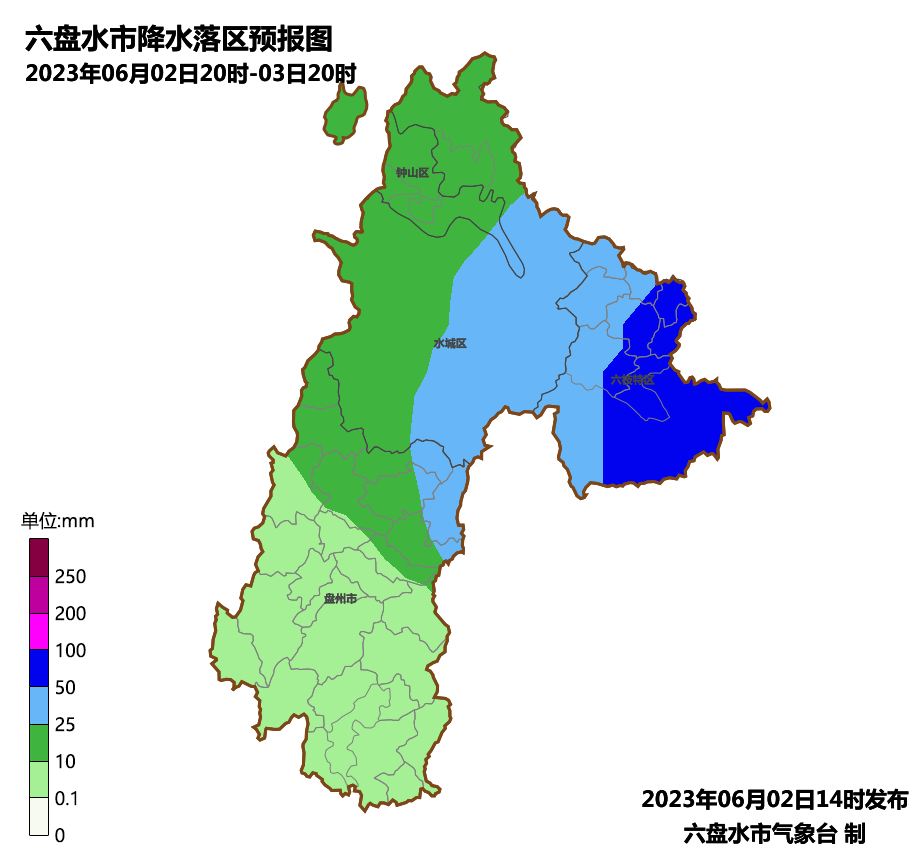 六盘水市降水落区预报图
2023年06月02日20时-03日20时
钟山区
水城区
六枝特区
盘州市
单位:mm
250
200
100
50
25
10
0.1
0
2023年06月02日14时发布
六盘水市气象台 制